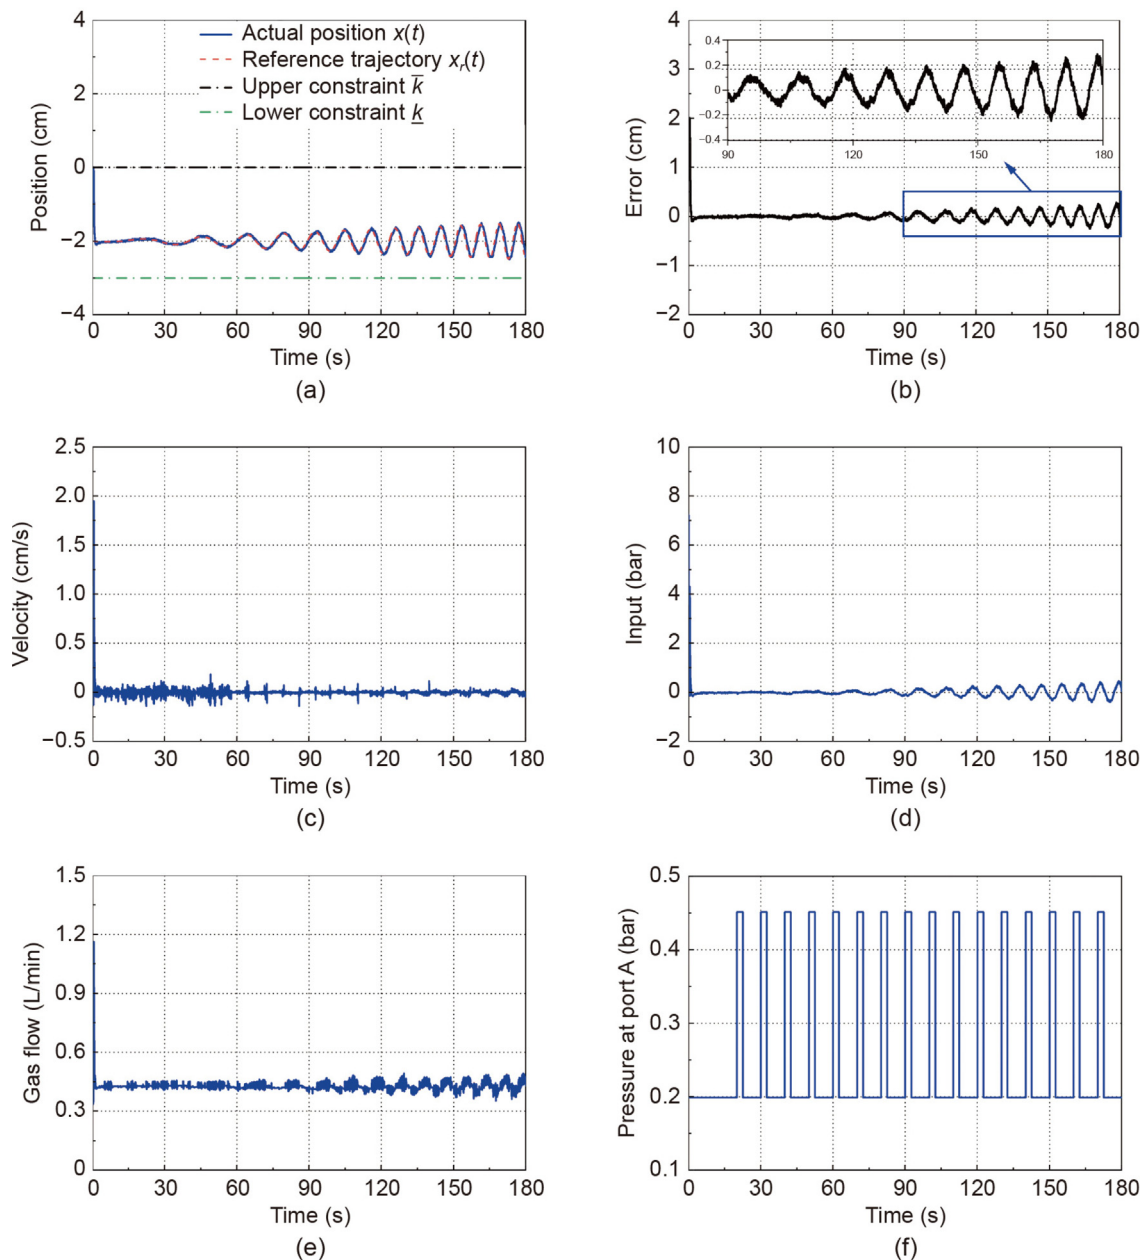 4
2
0
−2
−4
Position (cm)
Actual position x(t)
Reference trajectory xᵣ(t)
Upper constraint k̅
Lower constraint k̲
0 30 60 90 120 150 180
Time (s)
(a)
4
3
2
1
0
−1
−2
Error (cm)
0.4
0.2
0
−0.2
−0.4
90 120 150 180
0 30 60 90 120 150 180
Time (s)
(b)
2.5
2.0
1.5
1.0
0.5
0
−0.5
Velocity (cm/s)
0 30 60 90 120 150 180
Time (s)
(c)
10
8
6
4
2
0
−2
Input (bar)
0 30 60 90 120 150 180
Time (s)
(d)
1.5
1.2
0.9
0.6
0.3
0
Gas flow (L/min)
0 30 60 90 120 150 180
Time (s)
(e)
0.5
0.4
0.3
0.2
0.1
Pressure at port A (bar)
0 30 60 90 120 150 180
Time (s)
(f)